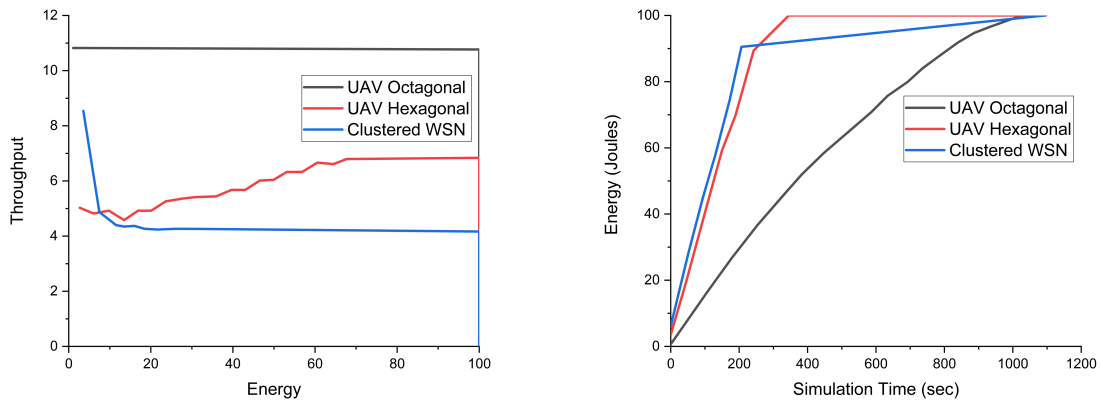 12
10
8
6
4
2
0
Throughput
UAV Octagonal
UAV Hexagonal
Clustered WSN
0 20 40 60 80 100
Energy
100
80
60
40
20
0
Energy (Joules)
UAV Octagonal
UAV Hexagonal
Clustered WSN
0 200 400 600 800 1000 1200
Simulation Time (sec)